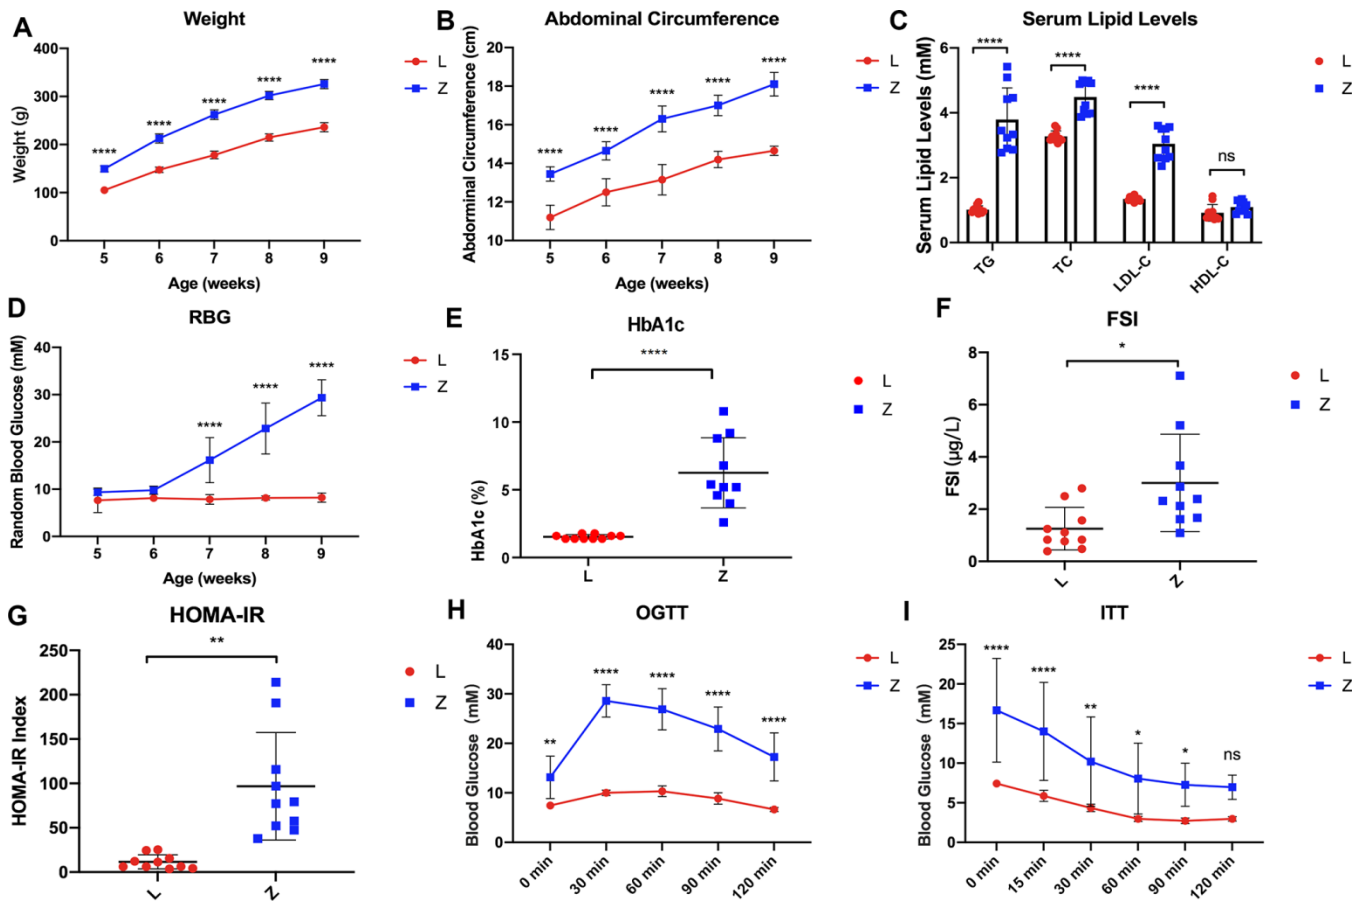 A
Weight
Weight (g)
400
300
200
100
0
****
****
****
****
****
5 6 7 8 9
Age (weeks)
L
Z
B
Abdominal Circumference
Abdorminal Circumference (cm)
20
18
16
14
12
10
****
****
****
****
****
5 6 7 8 9
Age (weeks)
L
Z
C
Serum Lipid Levels
Serum Lipid Levels (mM)
6
4
2
0
****
****
****
ns
TG
TC
LDL-C
HDL-C
L
Z
D
RBG
Random Blood Glucose (mM)
40
30
20
10
0
****
****
****
5 6 7 8 9
Age (weeks)
L
Z
E
HbA1c
HbA1c (%)
15
10
5
0
****
L
Z
L
Z
F
FSI
FSI (μg/L)
8
6
4
2
0
*
L
Z
L
Z
G
HOMA-IR
HOMA-IR Index
250
200
150
100
50
0
**
L
Z
L
Z
H
OGTT
Blood Glucose (mM)
40
30
20
10
0
**
****
****
****
****
0 min
30 min
60 min
90 min
120 min
L
Z
I
ITT
Blood Glucose (mM)
25
20
15
10
5
0
****
****
**
*
*
ns
0 min
15 min
30 min
60 min
90 min
120 min
L
Z